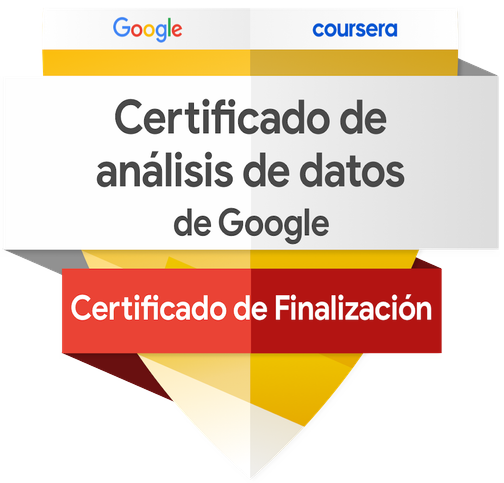 Google coursera
Certificado de
análisis de datos
de Google
Certificado de Finalización